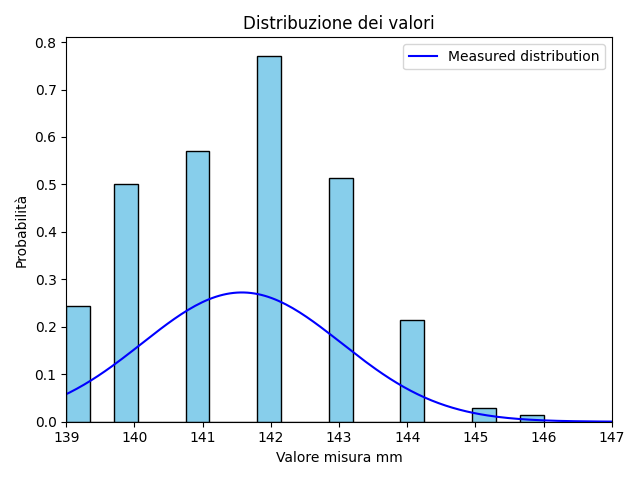 Distribuzione dei valori
Measured distribution
Probabilità
0.8
0.7
0.6
0.5
0.4
0.3
0.2
0.1
0.0
139 140 141 142 143 144 145 146 147
Valore misura mm